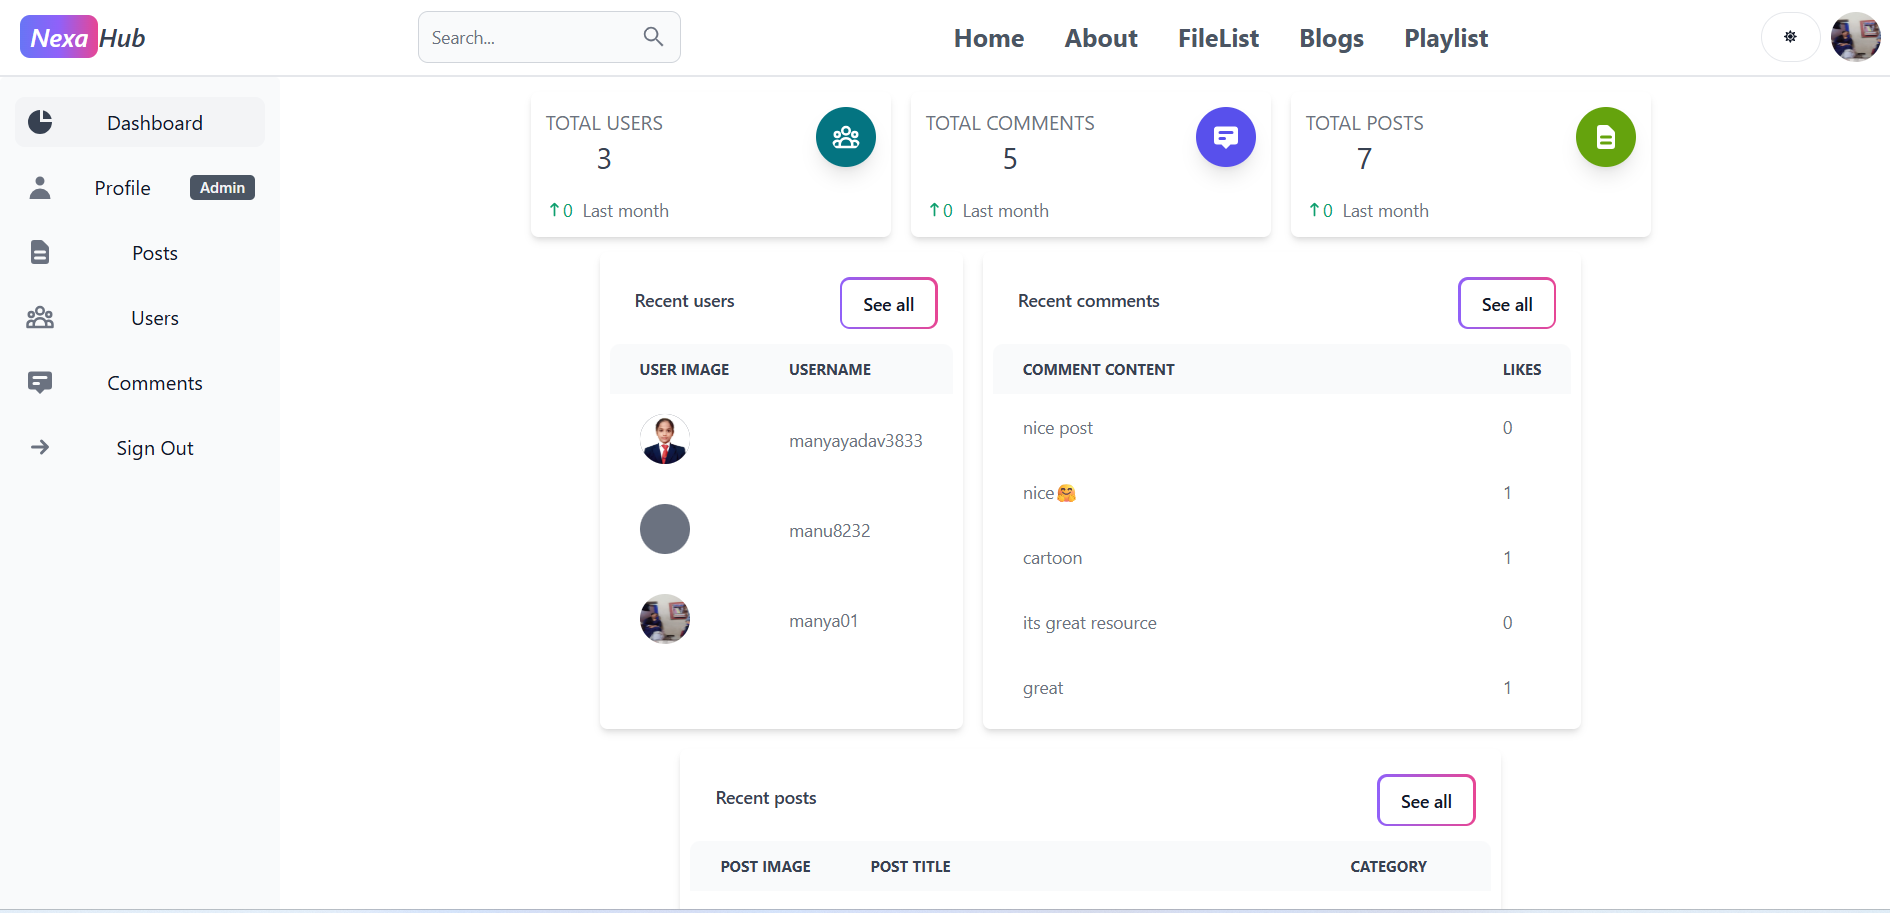 Nexa Hub
Search...
Home About FileList Blogs Playlist
Dashboard
Profile Admin
Posts
Users
Comments
Sign Out
TOTAL USERS
3
0 Last month
TOTAL COMMENTS
5
0 Last month
TOTAL POSTS
7
0 Last month
Recent users See all
USER IMAGE USERNAME
manyayadav3833
manu8232
manya01
Recent comments See all
COMMENT CONTENT LIKES
nice post 0
nice🤗 1
cartoon 1
its great resource 0
great 1
Recent posts See all
POST IMAGE POST TITLE CATEGORY